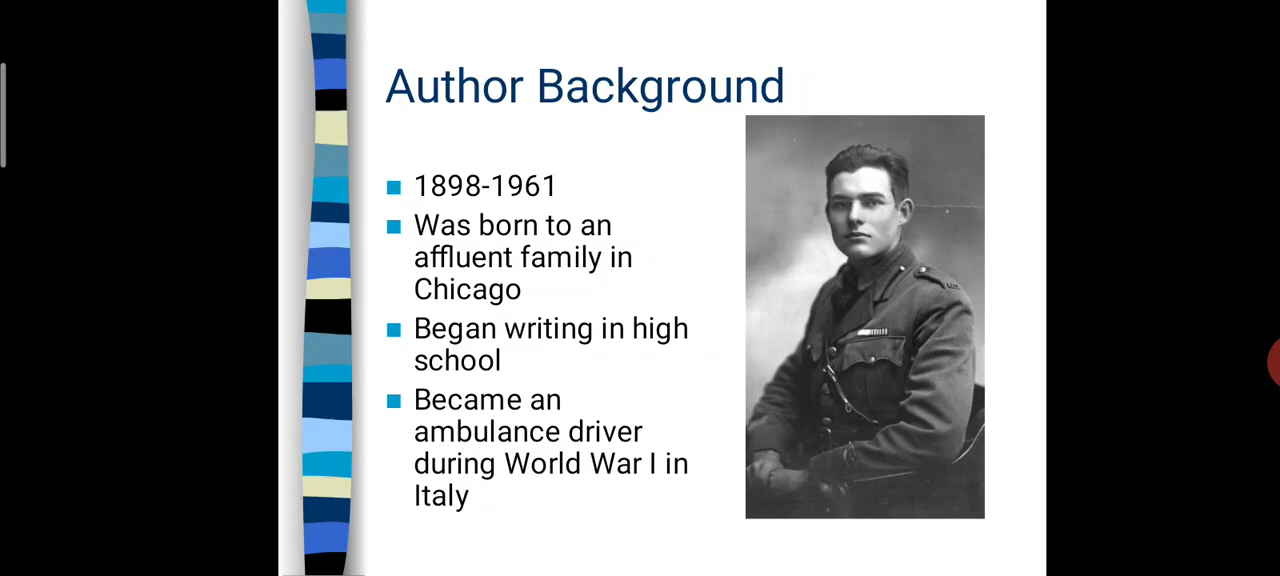 Author Background
1898-1961
Was born to an
affluent family in
Chicago
Began writing in high
school
Became an
ambulance driver
during World War I in
Italy